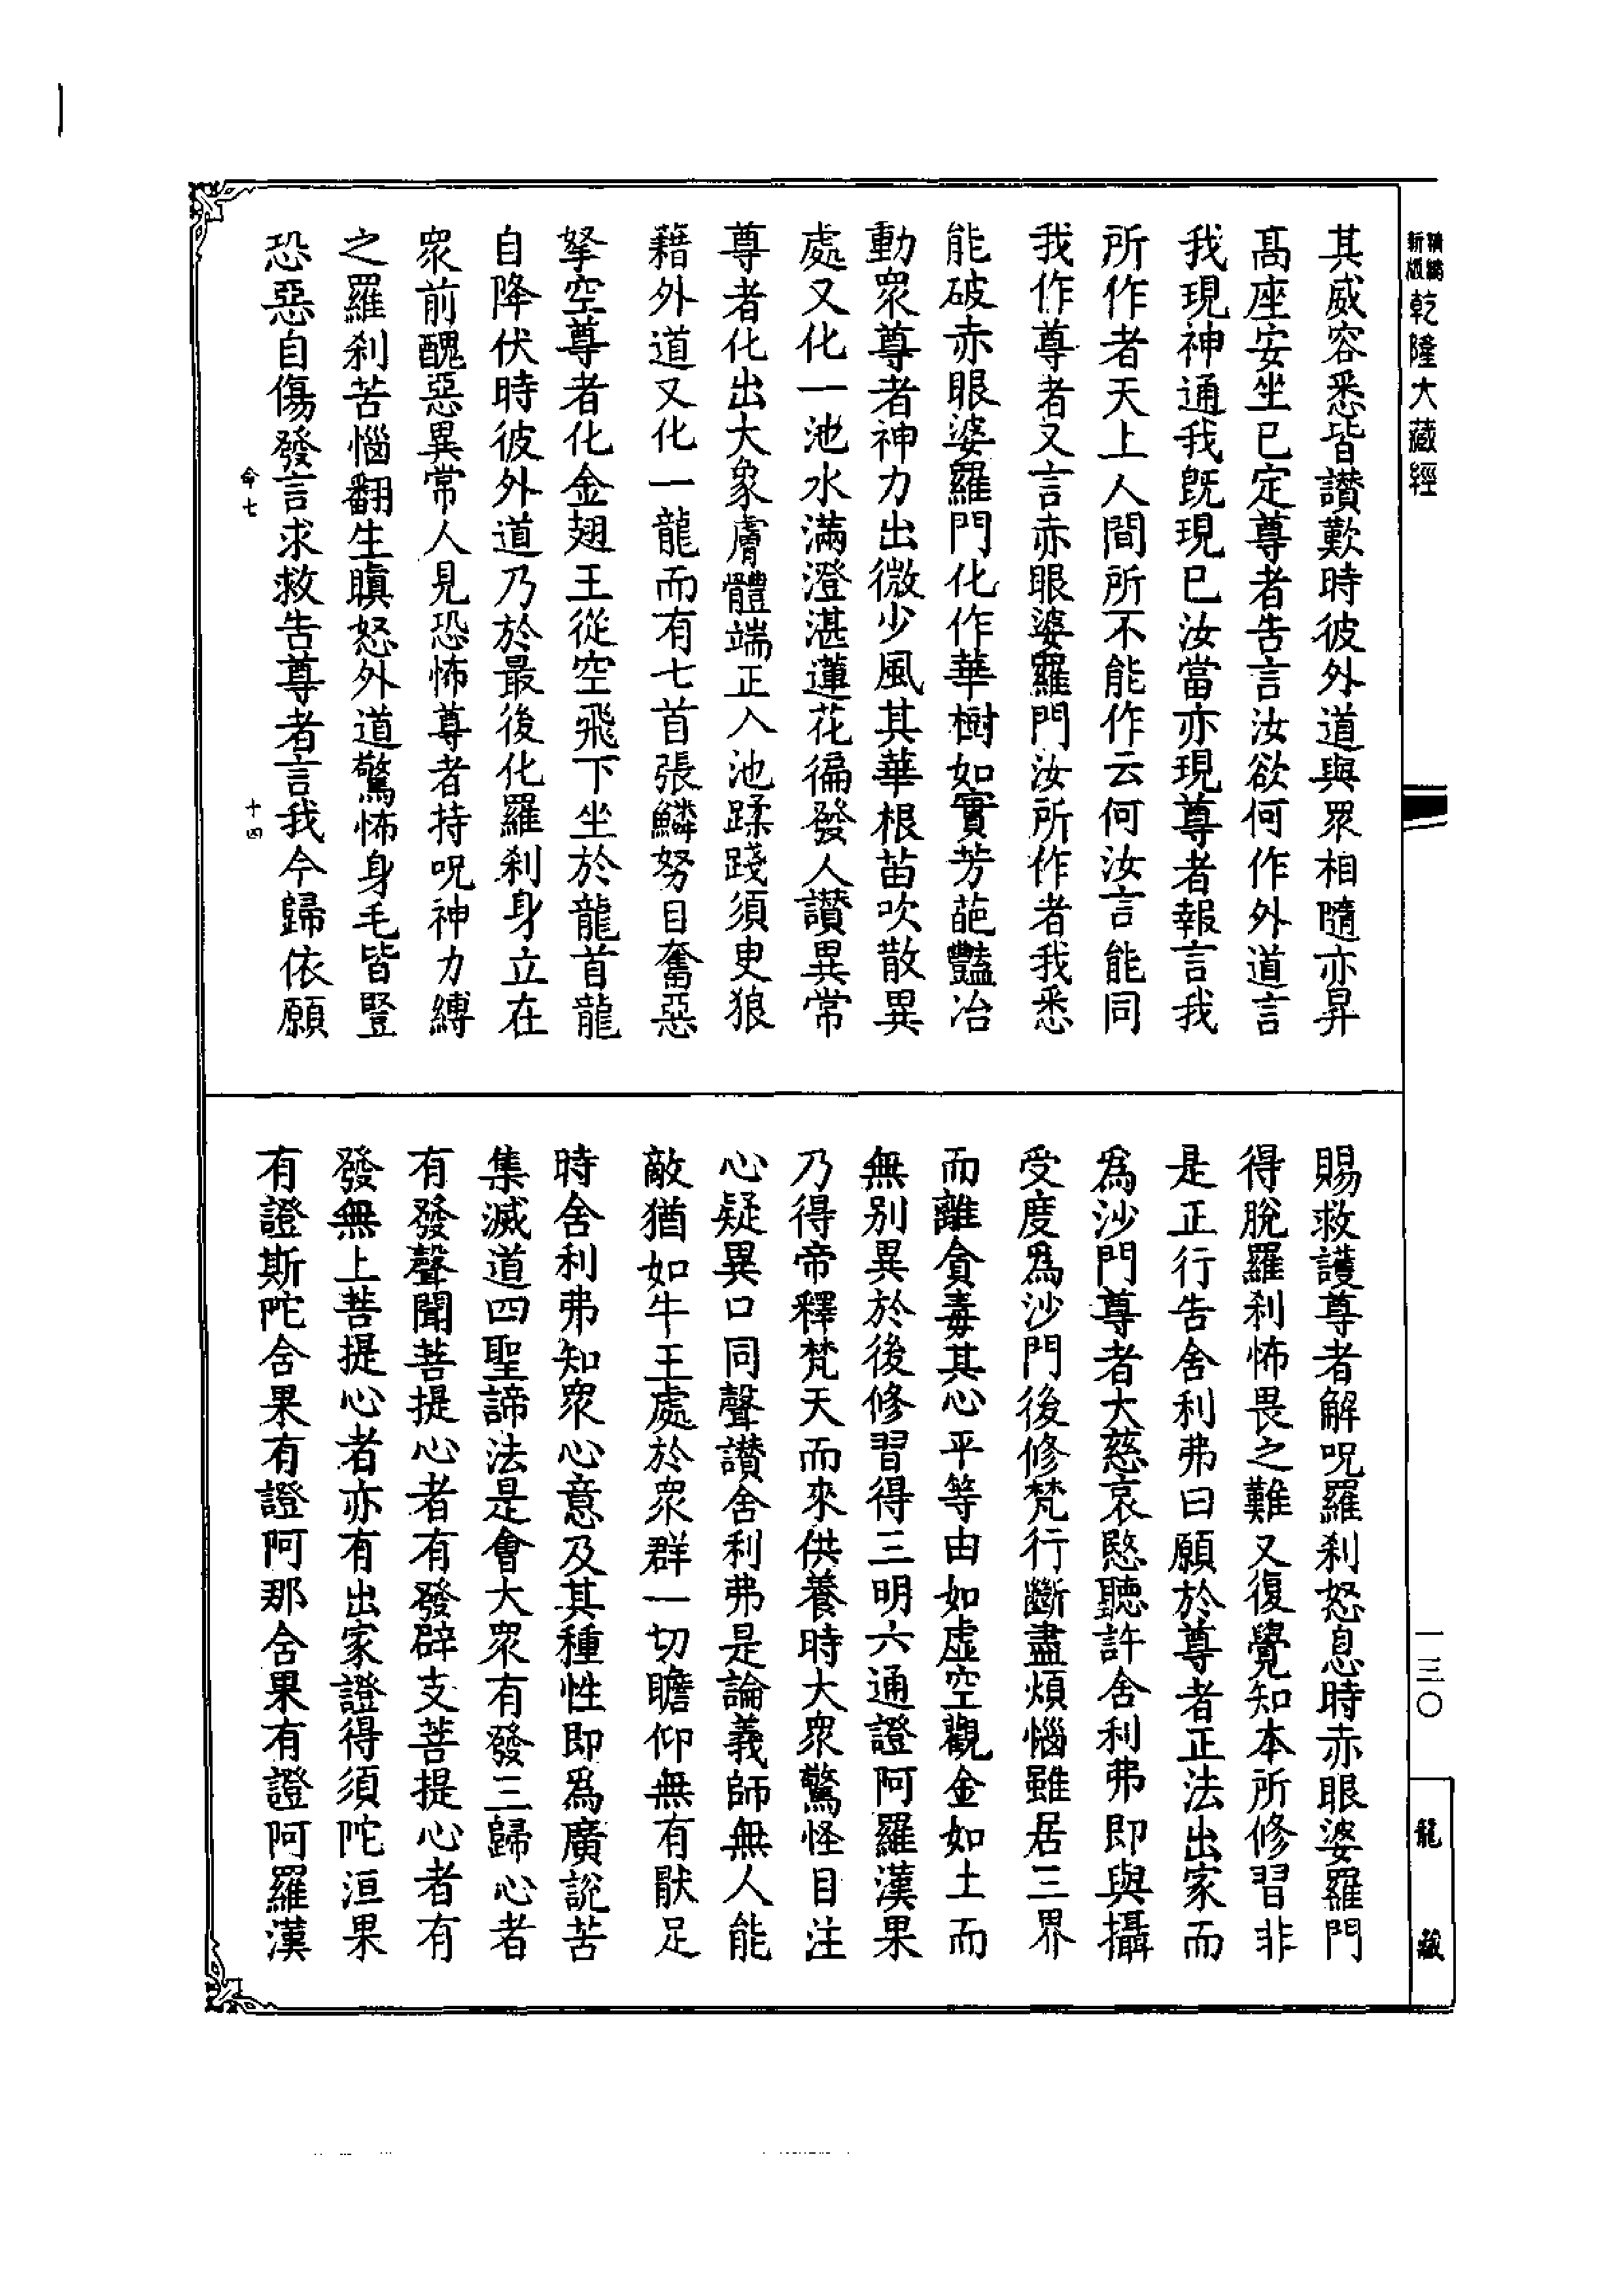 精編
新版
乾隆大藏經
其威容悉皆讃歎時彼外道與眾相隨亦昇
髙座安坐已定尊者告言汝欲何作外道言
我現神通我旣現已汝當亦現尊者報言我
所作者天上人間所不能作云何汝言能同
我作尊者又言赤眼婆羅門汝所作者我悉
能破赤眼婆羅門化作華樹如實芳葩豔冶
動眾尊者神力出微少風其華根苗吹散異
處又化一池水滿澄湛蓮花徧發人讃異常
尊者化出大象膚體端正入池蹂踐須臾狼
籍外道又化一龍而有七首張鱗努目奮惡
拏空尊者化金翅王從空飛下坐於龍首龍
自降伏時彼外道乃於最後化羅刹身立在
眾前醜惡異常人見恐怖尊者持呪神力縛
之羅刹苦惱翻生瞋怒外道驚怖身毛皆豎
恐惡自傷發言求救告尊者言我今歸依願
命七
十四
賜救護尊者解呪羅刹怒息時赤眼婆羅門
得脫羅刹怖畏之難又復覺知本所修習非
是正行告舍利弗曰願於尊者正法出家而
爲沙門尊者大慈哀愍聽許舍利弗即與攝
受度爲沙門後修梵行斷盡煩惱雖居三界
而離貪毒其心平等由如虛空觀金如土而
無別異於後修習得三明六通證阿羅漢果
乃得帝釋梵天而來供養時大眾驚怪目注
心疑異口同聲讃舍利弗是論義師無人能
敵猶如牛王處於眾群一切瞻仰無有猒足
時舍利弗知眾心意及其種性即爲廣說苦
集滅道四聖諦法是會大眾有發三歸心者
有發聲聞菩提心者有發辟支菩提心者有
發無上菩提心者亦有出家證得須陀洹果
有證斯陀舍果有證阿那舍果有證阿羅漢
一三〇
龍藏